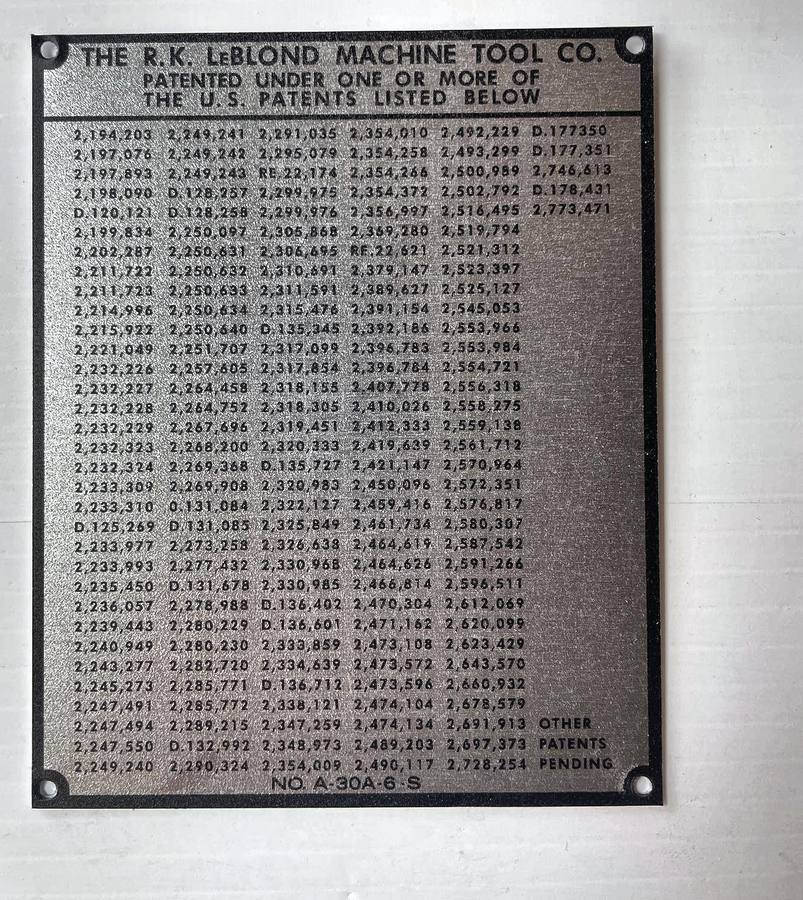 THE R.K. LEBLOND MACHINE TOOL CO.
PATENTED UNDER ONE OR MORE OF
THE U.S. PATENTS LISTED BELOW
2,194,203 2,249,241 2,291,035 2,354,010 2,492,229 D.177350
2,197,076 2,249,242 2,295,079 2,354,258 2,493,299 D.177,351
2,197,893 2,249,243 RE.22,174 2,354,266 2,500,989 2,746,613
2,198,090 D.128,257 2,299,975 2,354,372 2,502,792 D.178,431
D.120,121 D.128,258 2,299,976 2,356,997 2,516,495 2,773,471
2,199,834 2,250,097 2,305,868 2,369,280 2,519,794
2,202,287 2,250,631 2,306,695 RE.22,621 2,521,312
2,211,722 2,250,632 2,310,691 2,379,147 2,523,397
2,211,723 2,250,633 2,311,591 2,389,627 2,525,127
2,214,996 2,250,634 2,315,476 2,391,154 2,545,053
2,215,922 2,250,640 D.135,345 2,392,186 2,553,966
2,221,049 2,251,707 2,317,099 2,396,783 2,553,984
2,232,226 2,257,605 2,317,854 2,396,784 2,554,721
2,232,227 2,264,458 2,318,155 2,407,778 2,556,318
2,232,228 2,264,752 2,318,305 2,410,026 2,558,275
2,232,229 2,267,696 2,319,451 2,412,333 2,559,138
2,232,323 2,268,200 2,320,333 2,419,639 2,561,712
2,232,324 2,269,368 D.135,727 2,421,147 2,570,964
2,233,309 2,269,908 2,320,983 2,450,096 2,572,351
2,233,310 0.131,084 2,322,127 2,459,416 2,576,817
D.125,269 D.131,085 2,325,849 2,461,734 2,580,307
2,233,977 2,273,258 2,326,638 2,464,619 2,587,542
2,233,993 2,277,432 2,330,968 2,464,626 2,591,266
2,235,450 D.131,678 2,330,985 2,466,814 2,596,511
2,236,057 2,278,988 D.136,402 2,470,304 2,612,069
2,239,443 2,280,229 D.136,601 2,471,162 2,620,099
2,240,949 2,280,230 2,333,859 2,473,108 2,623,429
2,243,277 2,282,720 2,334,639 2,473,572 2,643,570
2,245,273 2,285,771 D.136,712 2,473,596 2,660,932
2,247,491 2,285,772 2,338,121 2,474,104 2,678,579
2,247,494 2,289,215 2,347,259 2,474,134 2,691,913 OTHER
2,247,550 D.132,992 2,348,973 2,489,203 2,697,373 PATENTS
2,249,240 2,290,324 2,354,009 2,490,117 2,728,254 PENDING
NO. A-30A-6-S